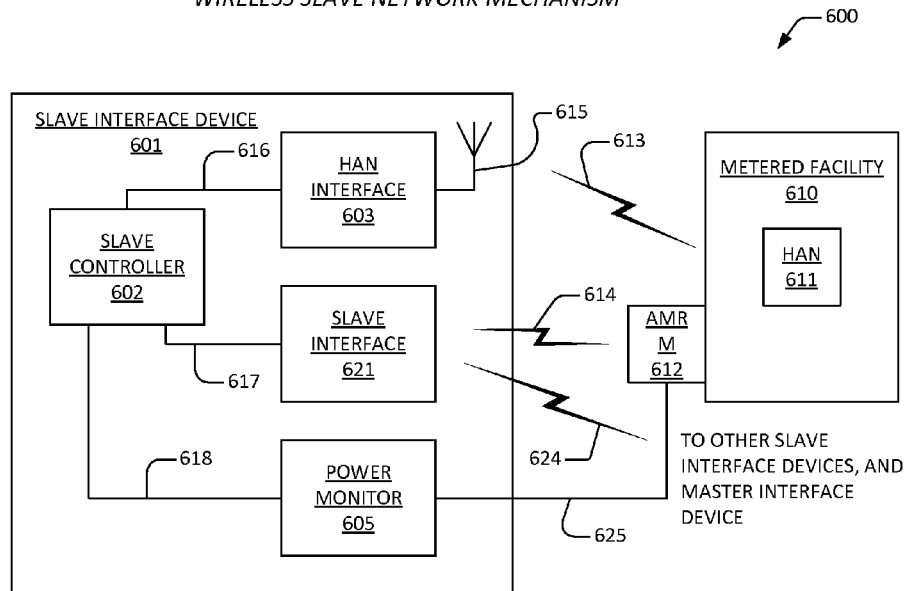 WIRELESS SLAVE NETWORK MECHANISM
600
SLAVE INTERFACE DEVICE
601
616
HAN
INTERFACE
603
615
613
METERED FACILITY
610
HAN
611
SLAVE
CONTROLLER
602
614
SLAVE
INTERFACE
621
AMR
M
612
617
618
POWER
MONITOR
605
624
TO OTHER SLAVE
INTERFACE DEVICES, AND
MASTER INTERFACE
DEVICE
625